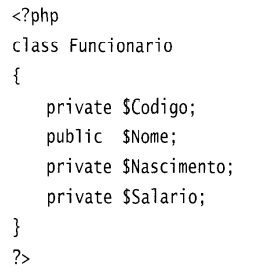 <?php
class Funcionario
{
    private $Codigo;
    public  $Nome;
    private $Nascimento;
    private $Salario;
}
?>